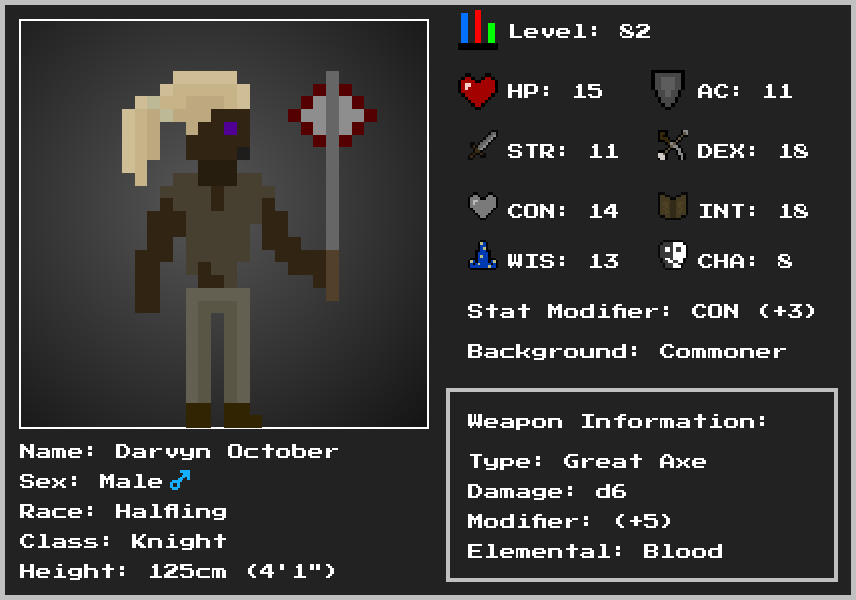 Level: 82
HP: 15
AC: 11
STR: 11
DEX: 18
CON: 14
INT: 18
WIS: 13
CHA: 8
Stat Modifier: CON (+3)
Background: Commoner
Weapon Information:
Type: Great Axe
Damage: d6
Modifier: (+5)
Elemental: Blood
Name: Darvyn October
Sex: Male♂
Race: Halfling
Class: Knight
Height: 125cm (4'1")